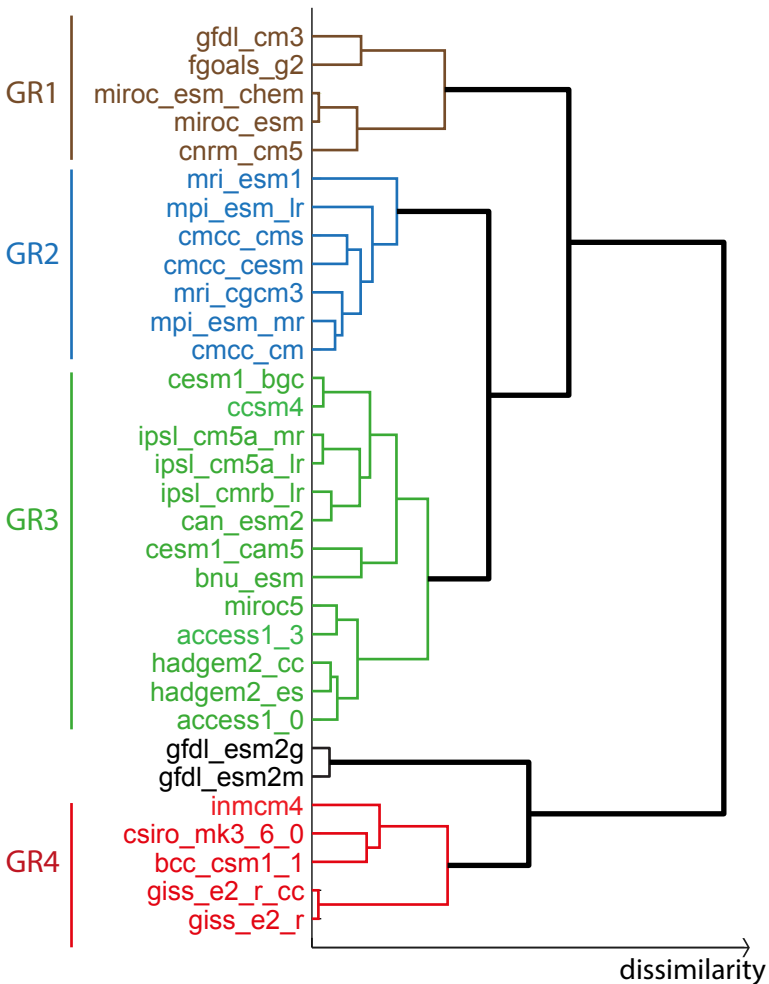 gfdl_cm3
fgoals_g2
GR1
miroc_esm_chem
miroc_esm
cnrm_cm5
mri_esm1
mpi_esm_lr
cmcc_cms
GR2
cmcc_cesm
mri_cgcm3
mpi_esm_mr
cmcc_cm
cesm1_bgc
ccsm4
ipsl_cm5a_mr
ipsl_cm5a_lr
ipsl_cmrb_lr
GR3
can_esm2
cesm1_cam5
bnu_esm
miroc5
access1_3
hadgem2_cc
hadgem2_es
access1_0
gfdl_esm2g
gfdl_esm2m
inmcm4
csiro_mk3_6_0
GR4
bcc_csm1_1
giss_e2_r_cc
giss_e2_r
dissimilarity